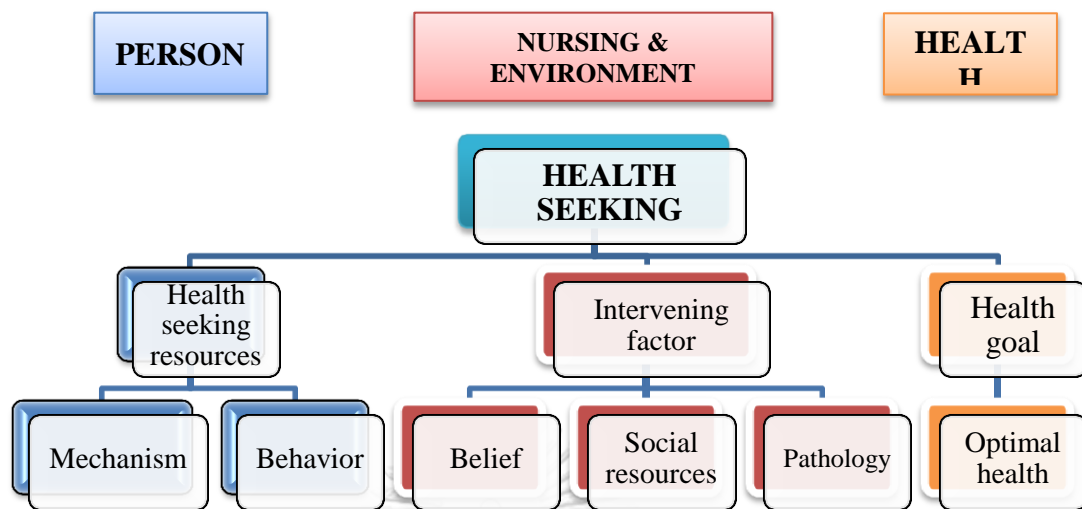 PERSON
NURSING &
ENVIRONMENT
HEALT
H
HEALTH
SEEKING
Health
seeking
resources
Intervening
factor
Health
goal
Mechanism
Behavior
Belief
Social
resources
Pathology
Optimal
health